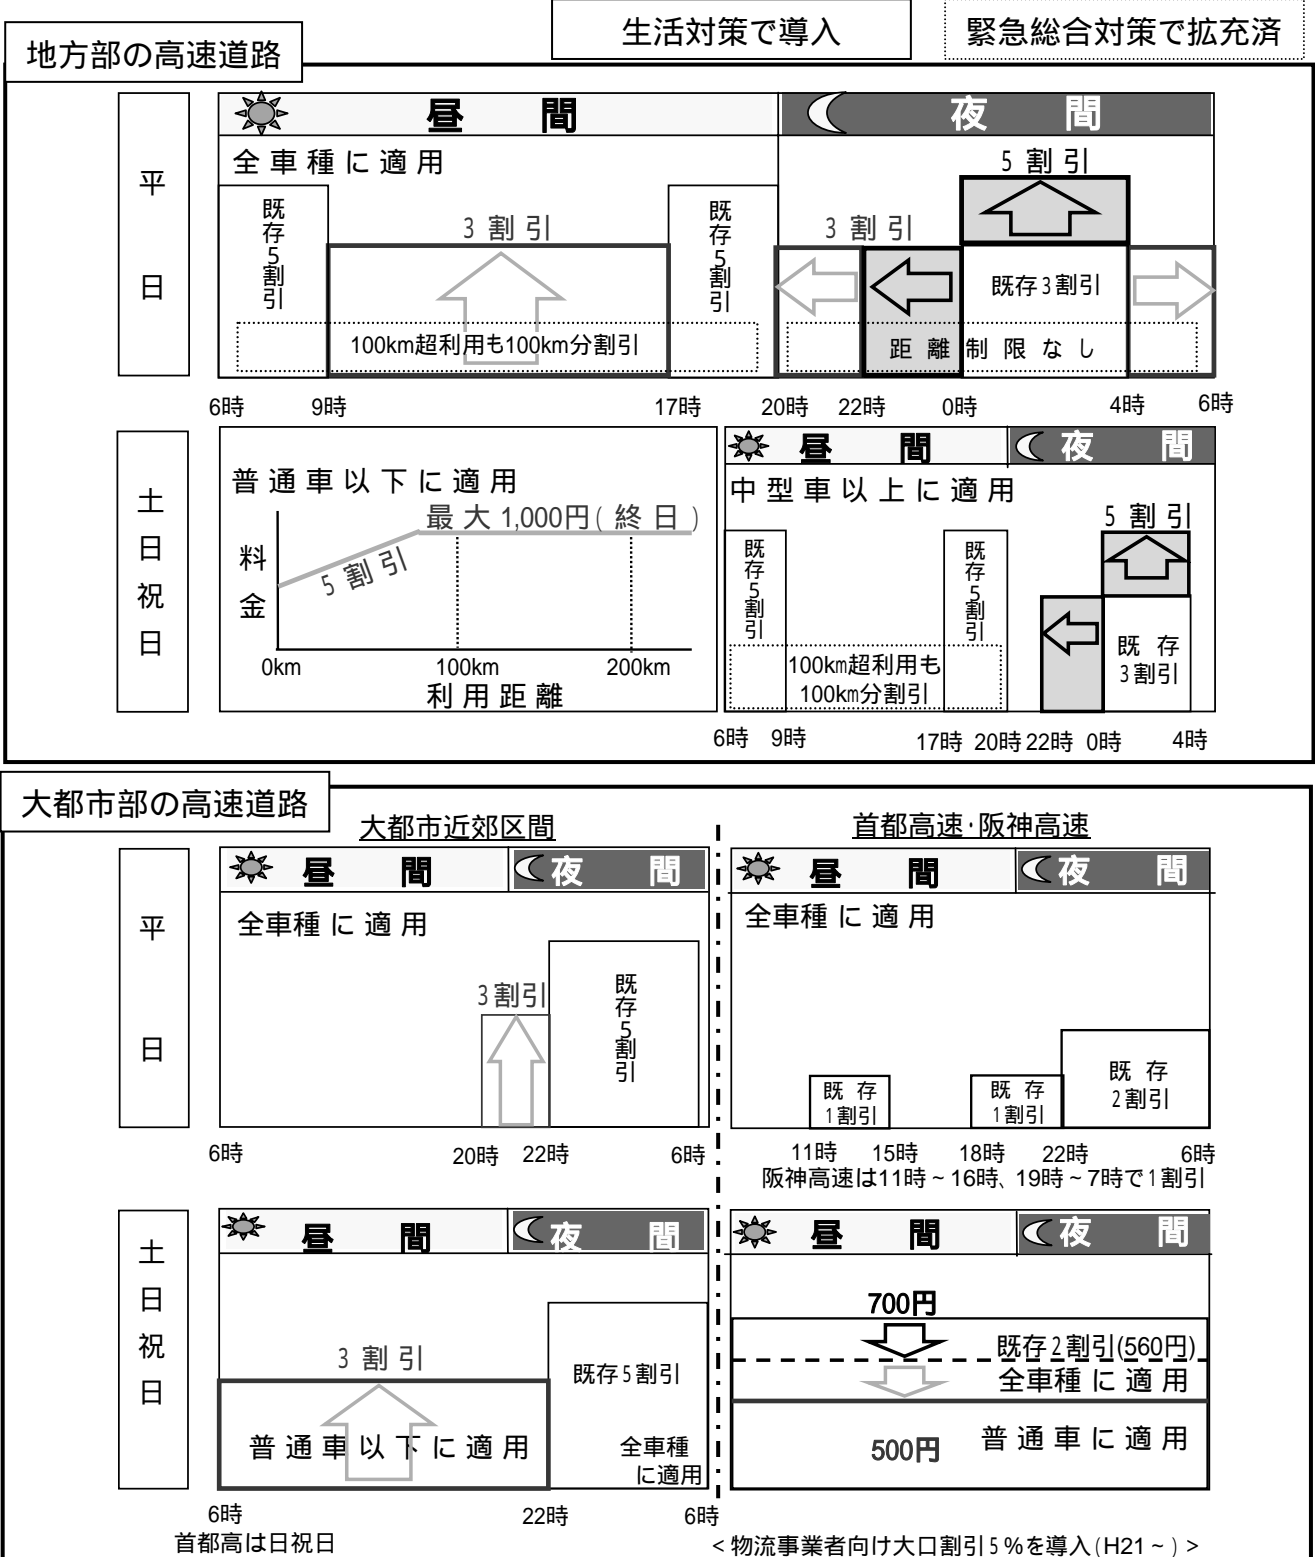 生活対策で導入
緊急総合対策で拡充済
地方部の高速道路
平日
昼間
夜間
全車種に適用
5割引
既存5割引
3割引
既存5割引
3割引
既存3割引
100km超利用も100km分割引
距離制限なし
6時 9時 17時 20時 22時 0時 4時 6時
土日祝日
普通車以下に適用
最大1,000円(終日)
料金
5割引
0km 100km 200km
利用距離
昼間
夜間
中型車以上に適用
5割引
既存5割引
既存5割引
既存
3割引
100km超利用も
100km分割引
6時 9時 17時 20時 22時 0時 4時
大都市部の高速道路
大都市近郊区間
首都高速・阪神高速
平日
昼間
夜間
全車種に適用
3割引
既存5割引
6時 20時 22時 6時
昼間
夜間
全車種に適用
既存
1割引
既存
1割引
既存
2割引
11時 15時 18時 22時 6時
阪神高速は11時~16時、19時~7時で1割引
土日祝日
昼間
夜間
3割引
既存5割引
普通車以下に適用
全車種
に適用
6時 22時 6時
首都高は日祝日
昼間
夜間
700円
既存2割引(560円)
全車種に適用
500円
普通車に適用
<物流事業者向け大口割引5%を導入(H21~)>